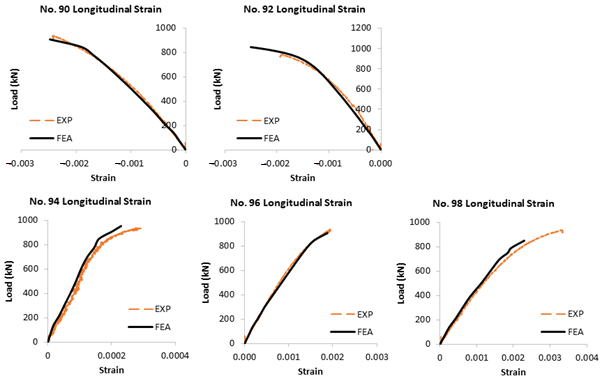 No. 90 Longitudinal Strain
1000
800
600
400
200
0
Load (kN)
EXP
FEA
−0.003
−0.002
−0.001
0
Strain
No. 92 Longitudinal Strain
1200
1000
800
600
400
200
0
Load (kN)
EXP
FEA
−0.003
−0.002
−0.001
0.000
Strain
No. 94 Longitudinal Strain
1000
800
600
400
200
0
Load (kN)
EXP
FEA
0
0.0002
0.0004
Strain
No. 96 Longitudinal Strain
1000
800
600
400
200
0
Load (kN)
EXP
FEA
0.000
0.001
0.002
0.003
Strain
No. 98 Longitudinal Strain
1000
800
600
400
200
0
Load (kN)
EXP
FEA
0.000
0.001
0.002
0.003
0.004
Strain